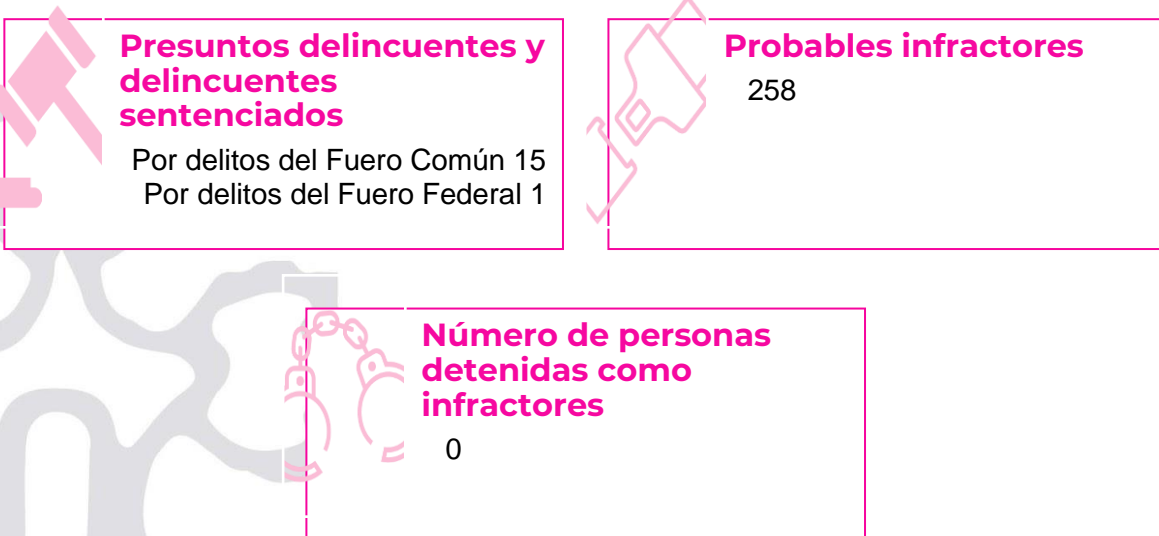 Presuntos delincuentes y
delincuentes
sentenciados
Por delitos del Fuero Común 15
Por delitos del Fuero Federal 1
Probables infractores
258
Número de personas
detenidas como
infractores
0